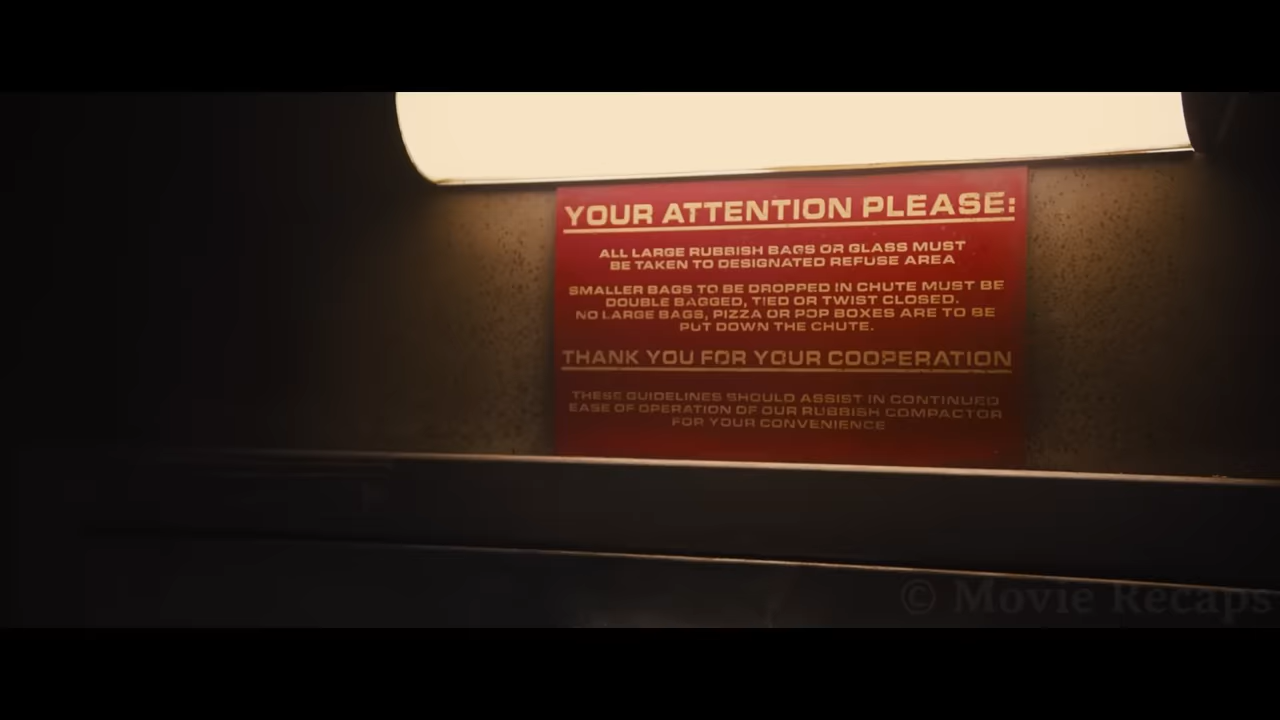 YOUR ATTENTION PLEASE:
ALL LARGE RUBBISH BAGS OR GLASS MUST
BE TAKEN TO DESIGNATED REFUSE AREA
SMALLER BAGS TO BE DROPPED IN CHUTE MUST BE
DOUBLE BAGGED, TIED OR TWIST CLOSED.
NO LARGE BAGS, PIZZA OR POP BOXES ARE TO BE
PUT DOWN THE CHUTE.
THANK YOU FOR YOUR COOPERATION
THESE GUIDELINES SHOULD ASSIST IN CONTINUED
EASE OF OPERATION OF OUR RUBBISH COMPACTOR
FOR YOUR CONVENIENCE
© Movie Recaps